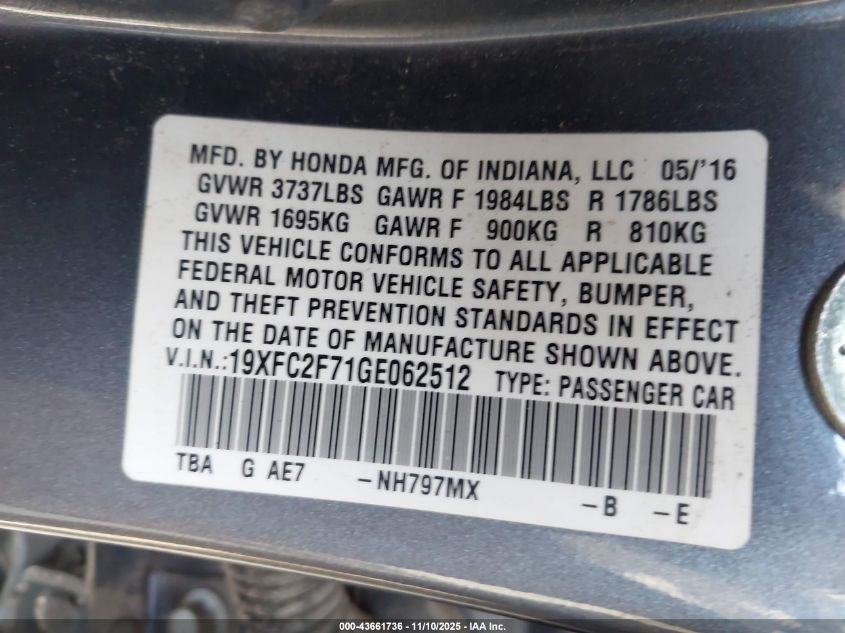 MFD. BY HONDA MFG. OF INDIANA, LLC 05/'16
GVWR 3737LBS GAWR F 1984LBS R 1786LBS
GVWR 1695KG GAWR F 900KG R 810KG
THIS VEHICLE CONFORMS TO ALL APPLICABLE
FEDERAL MOTOR VEHICLE SAFETY, BUMPER,
AND THEFT PREVENTION STANDARDS IN EFFECT
ON THE DATE OF MANUFACTURE SHOWN ABOVE.
V.I.N.:19XFC2F71GE062512 TYPE: PASSENGER CAR
TBA G AE7 -NH797MX -B -E
000-43661736 - 11/10/2025 - IAA Inc.